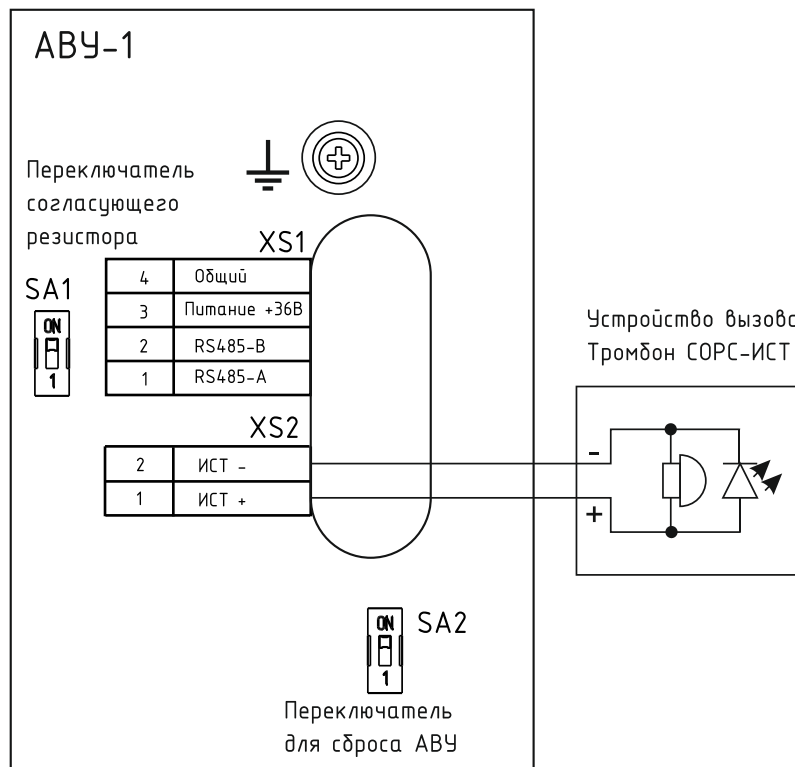 АВУ-1
Переключатель
согласующего
резистора
XS1
4 Общий
3 Питание +36В
2 RS485-B
1 RS485-A
SA1
ON
1
XS2
2 ИСТ -
1 ИСТ +
Тромбон СОРС-ИСТ
Устройство
-
+
ON
1
SA2
Переключатель
для сброса АВУ